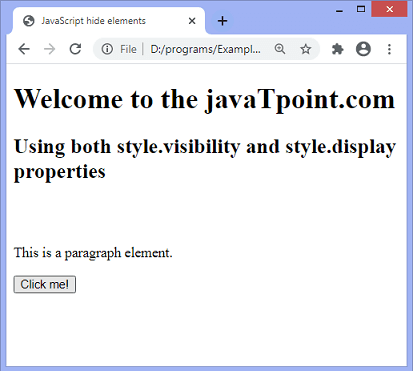 JavaScript hide elements
File | D:/programs/Exampl...
Welcome to the javaTpoint.com
Using both style.visibility and style.display
properties
This is a paragraph element.
Click me!